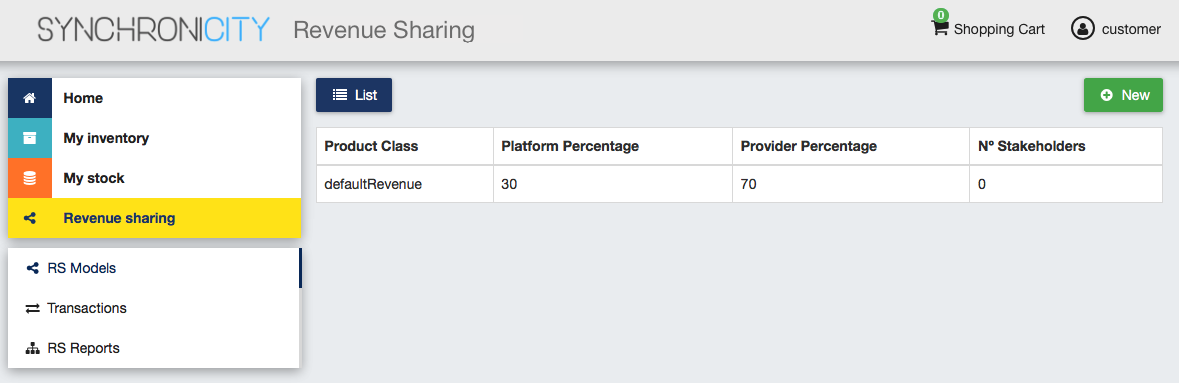 SYNCHRONICITY Revenue Sharing 0 Shopping Cart customer
Home
My inventory
My stock
Revenue sharing
RS Models
Transactions
RS Reports
List New
Product Class Platform Percentage Provider Percentage Nº Stakeholders
defaultRevenue 30 70 0